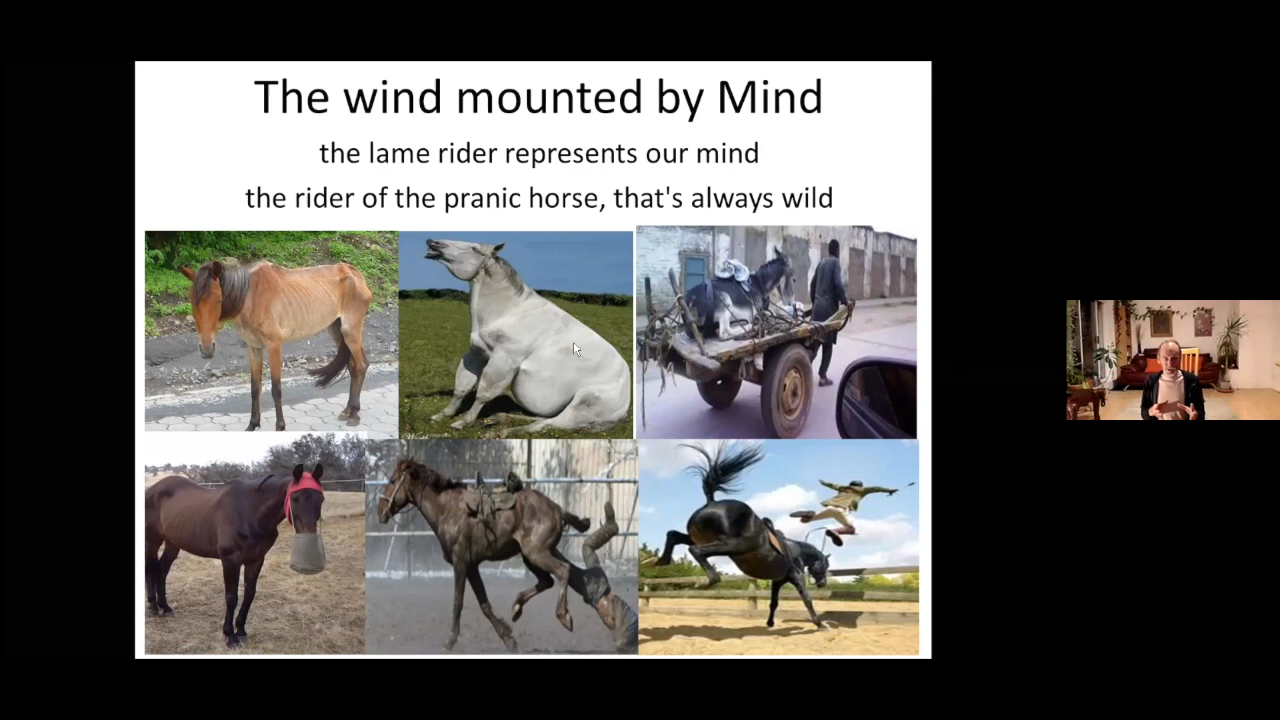 The wind mounted by Mind
the lame rider represents our mind
the rider of the pranic horse, that's always wild